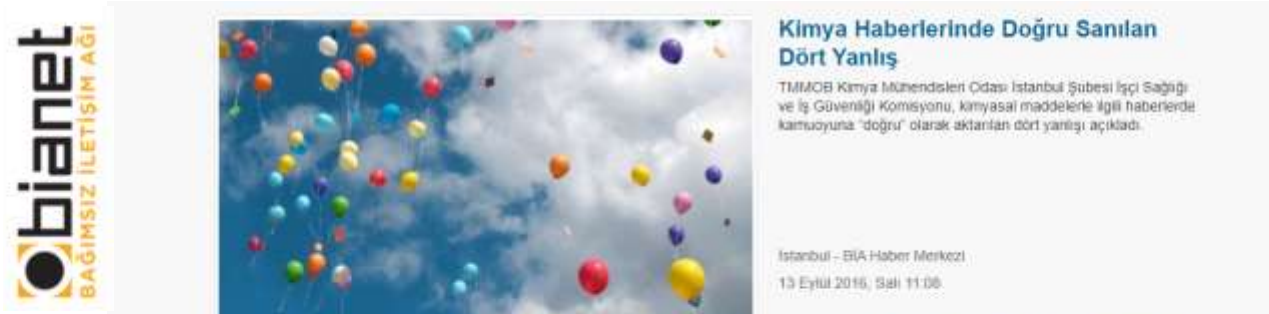 bianet
BAĞIMSIZ İLETİŞİM AĞI
Kimya Haberlerinde Doğru Sanılan
Dört Yanlış
TMMOB Kimya Mühendisleri Odası İstanbul Şubesi İşçi Sağlığı
ve İş Güvenliği Komisyonu, kimyasal maddelerle ilgili haberlerde
kamuoyuna "doğru" olarak aktarılan dört yanlışı açıkladı.
İstanbul - BİA Haber Merkezi
13 Eylül 2016, Salı 11:08